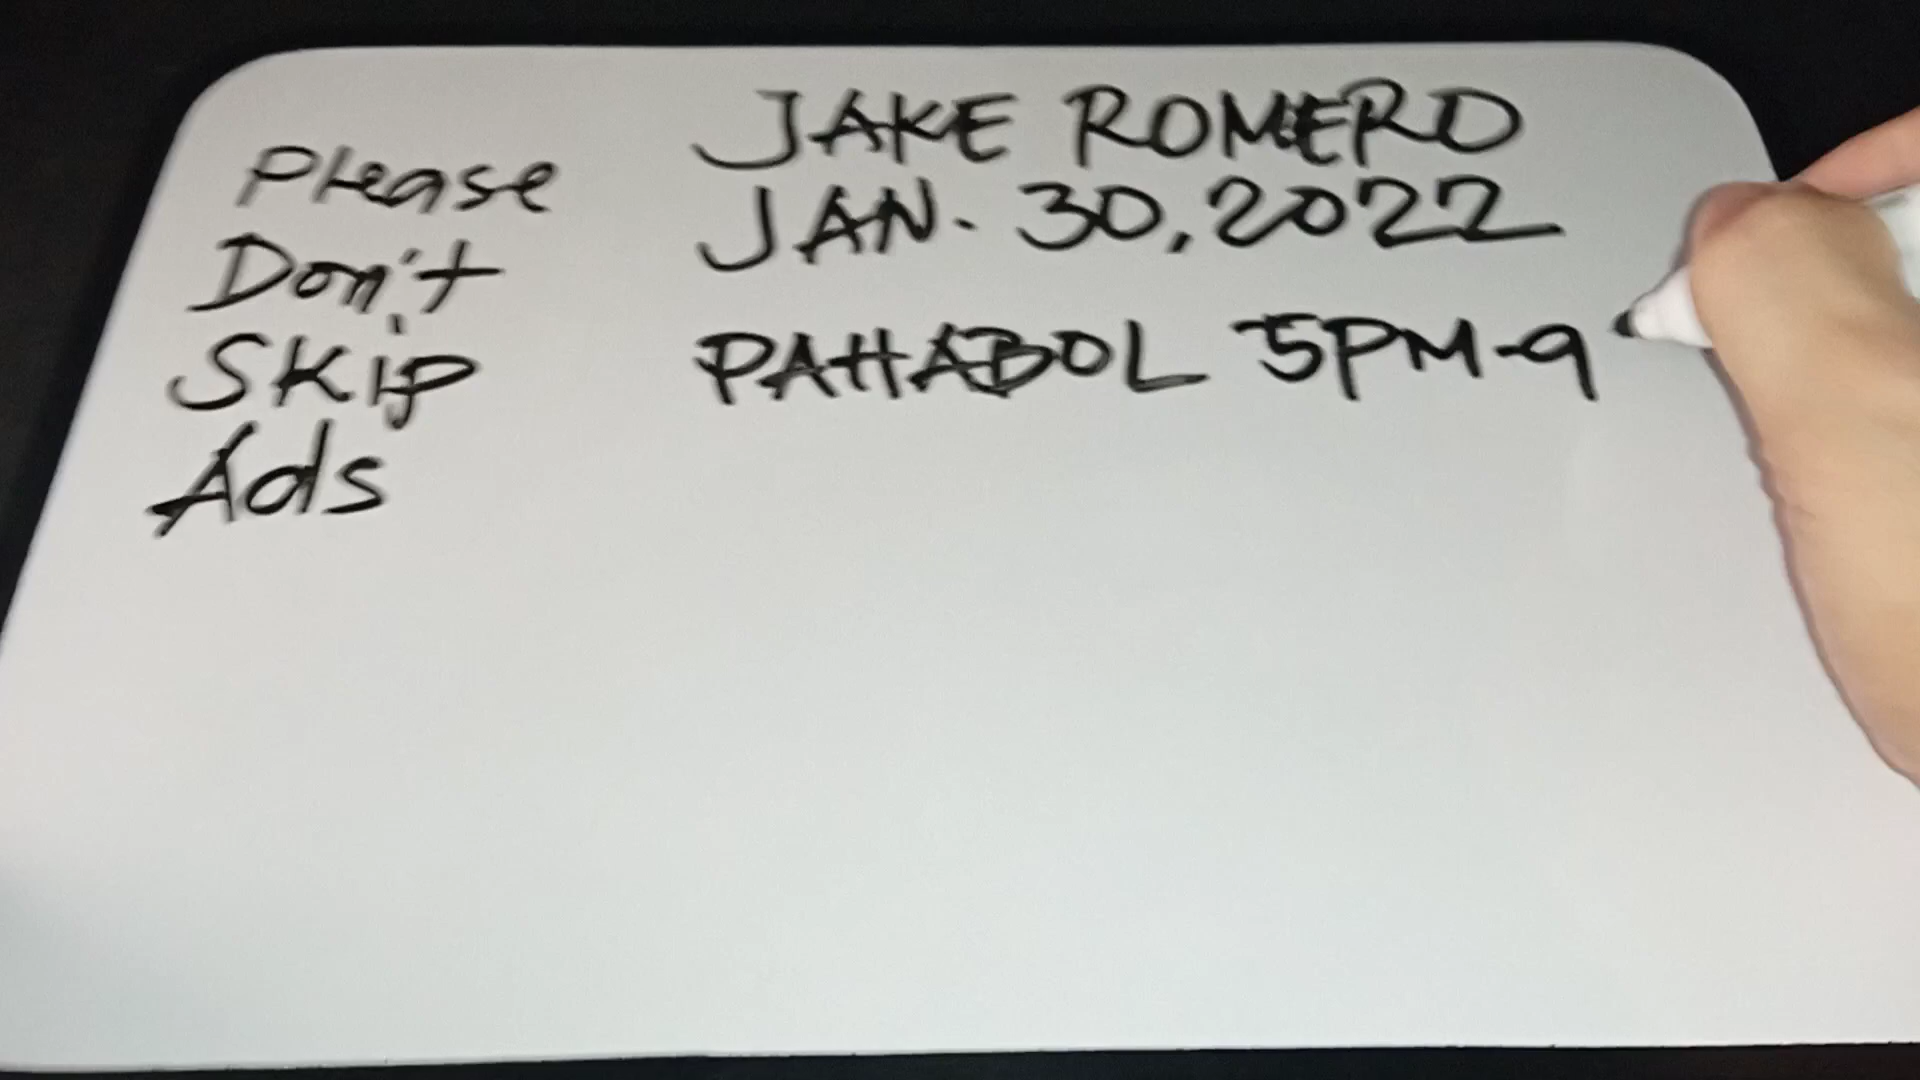 Please
Don't
Skip
Ads
JAKE ROMERO
JAN. 30, 2022
PAHABOL 5PM-9